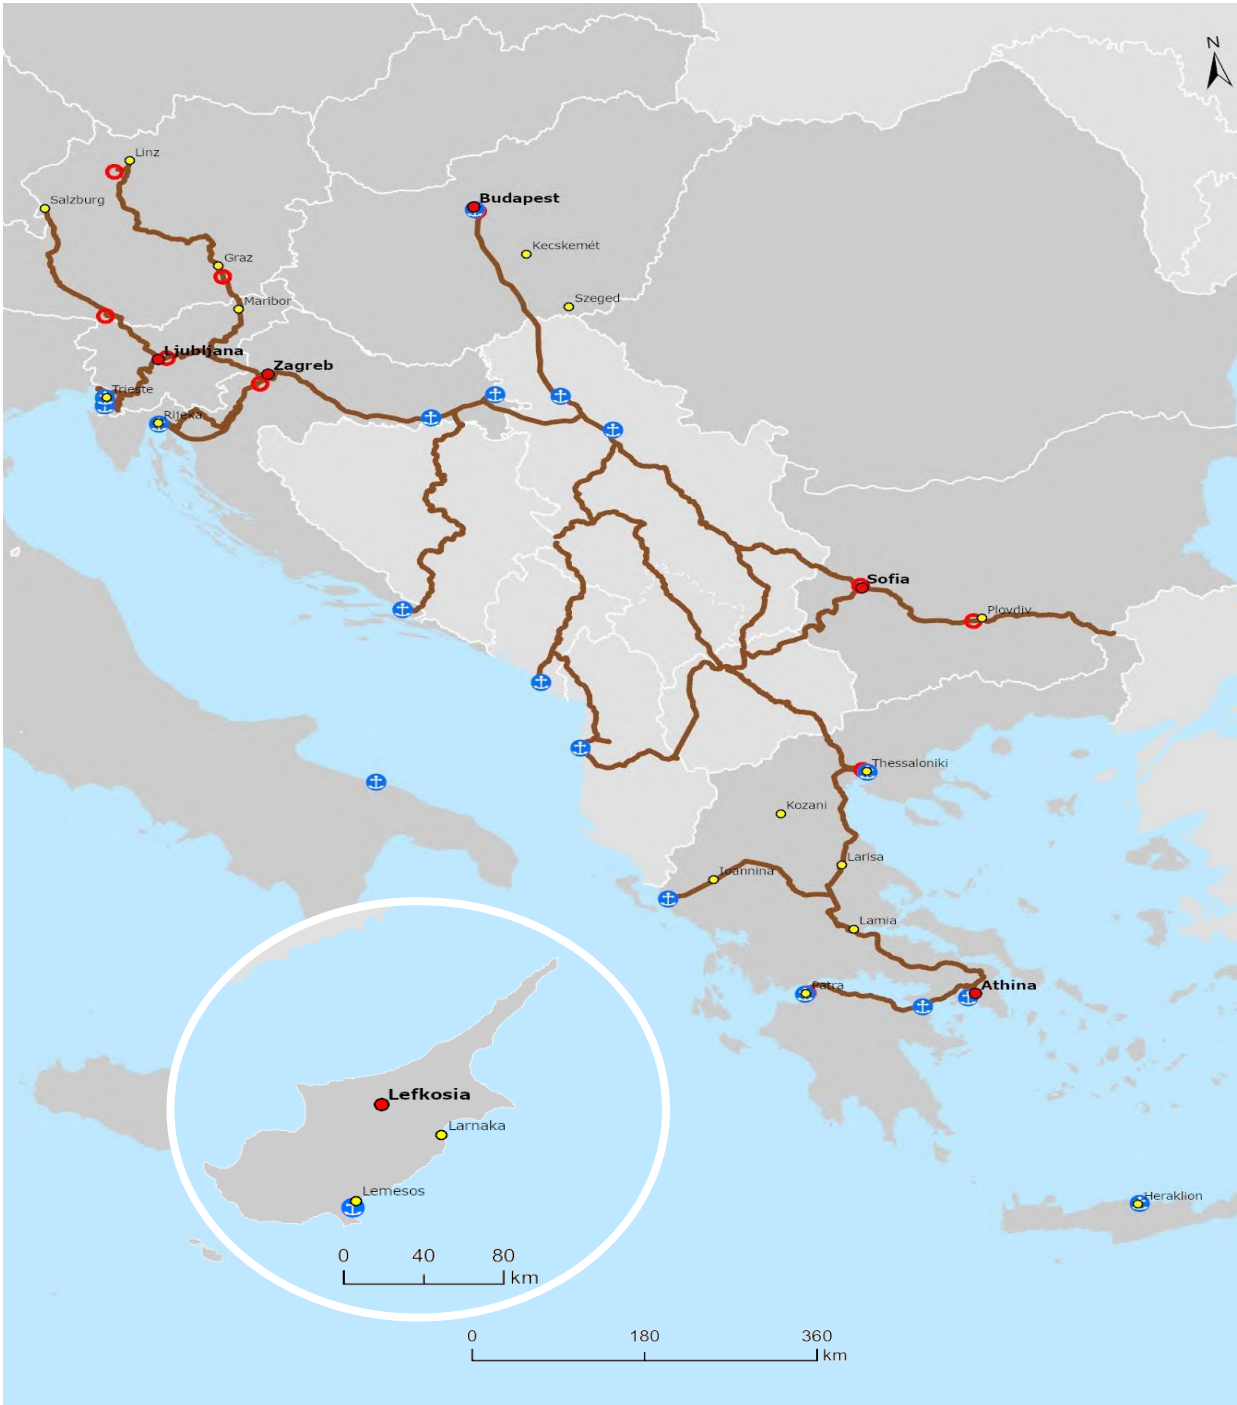 N
Linz
Salzburg
Budapest
Kecskemét
Graz
Szeged
Maribor
Ljubljana
Zagreb
Trieste
Rijeka
Sofia
Plovdiv
Thessaloniki
Kozani
Larisa
Ioannina
Lamia
Patra
Athina
Lefkosia
Larnaka
Lemesos
Heraklion
0 40 80
km
0 180 360
km